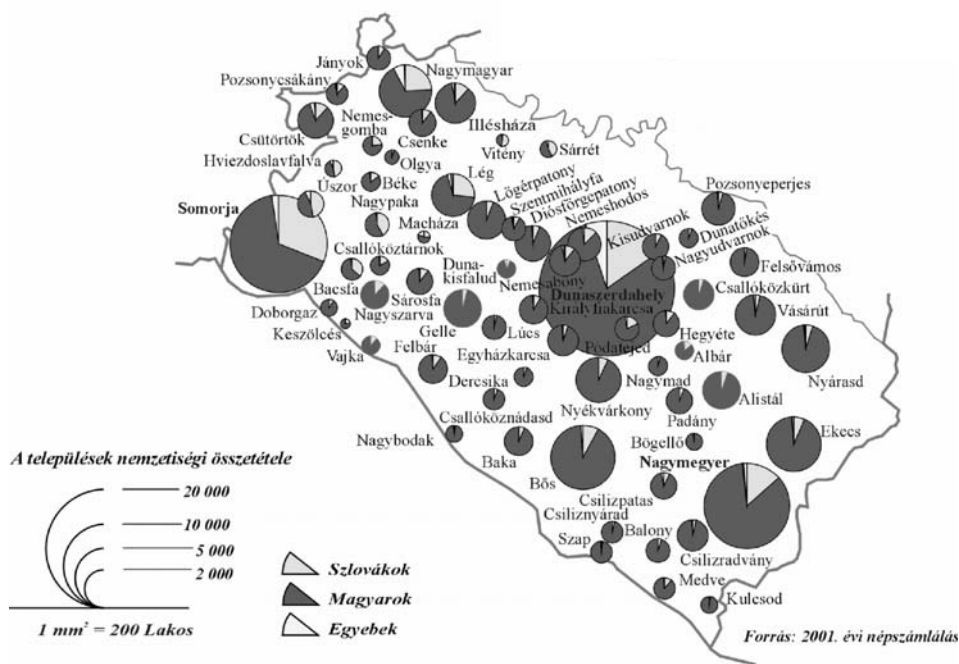 Jányok
Pozsonycsákány
Nagymagyar
Nemes-
gomba
Csütörtök
Csenke
Illésháza
Vitény
Sárrét
Hviezdoslavfalva
Olgya
Béke
Lég
Lögérpatony
Szentmihályfa
Diósförgepatony
Nemeshodos
Pozsonyeperjes
Úszor
Nagypaka
Somorja
Macháza
Kisudvarnok
Dunatőkés
Nagyudvarnok
Csallóköztárnok
Duna-
kisfalud
Nemesabony
Felsővámos
Bacsfa
Sárosfa
Dunaszerdahely
Csallóközkürt
Doborgaz
Nagyszarva
Királyfiakarcsa
Vásárút
Keszölcés
Gelle
Lúcs
Hegyéte
Vajka
Felbár
Egyházkarcsa
Pódatejed
Albár
Nyárasd
Dercsika
Nagymad
Alistál
Csallóköznádasd
Nyékvárkony
Padány
Nagybodak
Baka
Bögellő
Ekecs
Bős
Nagymegyer
Csilizpatas
Csiliznyárad
Szap
Balony
Csilizradvány
Medve
Kulcsod
A települések nemzetiségi összetétele
20 000
10 000
5 000
2 000
1 mm² = 200 Lakos
Szlovákok
Magyarok
Egyebek
Forrás: 2001. évi népszámlálás